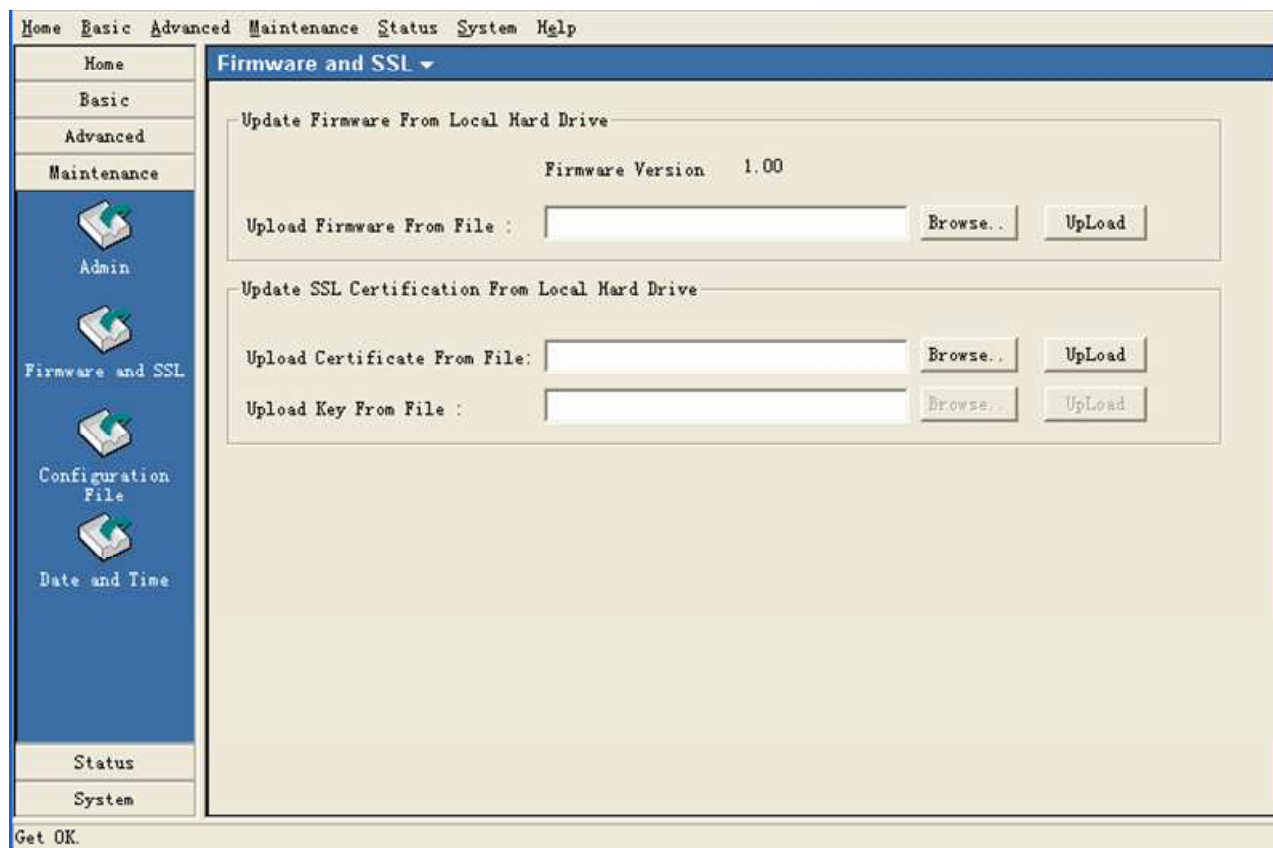 Home Basic Advanced Maintenance Status System Help
Home
Basic
Advanced
Maintenance
Admin
Firmware and SSL
Configuration
File
Date and Time
Status
System
Firmware and SSL
Update Firmware From Local Hard Drive
Firmware Version 1.00
Upload Firmware From File : Browse.. UpLoad
Update SSL Certification From Local Hard Drive
Upload Certificate From File: Browse.. UpLoad
Upload Key From File : Browse.. UpLoad
Get OK.